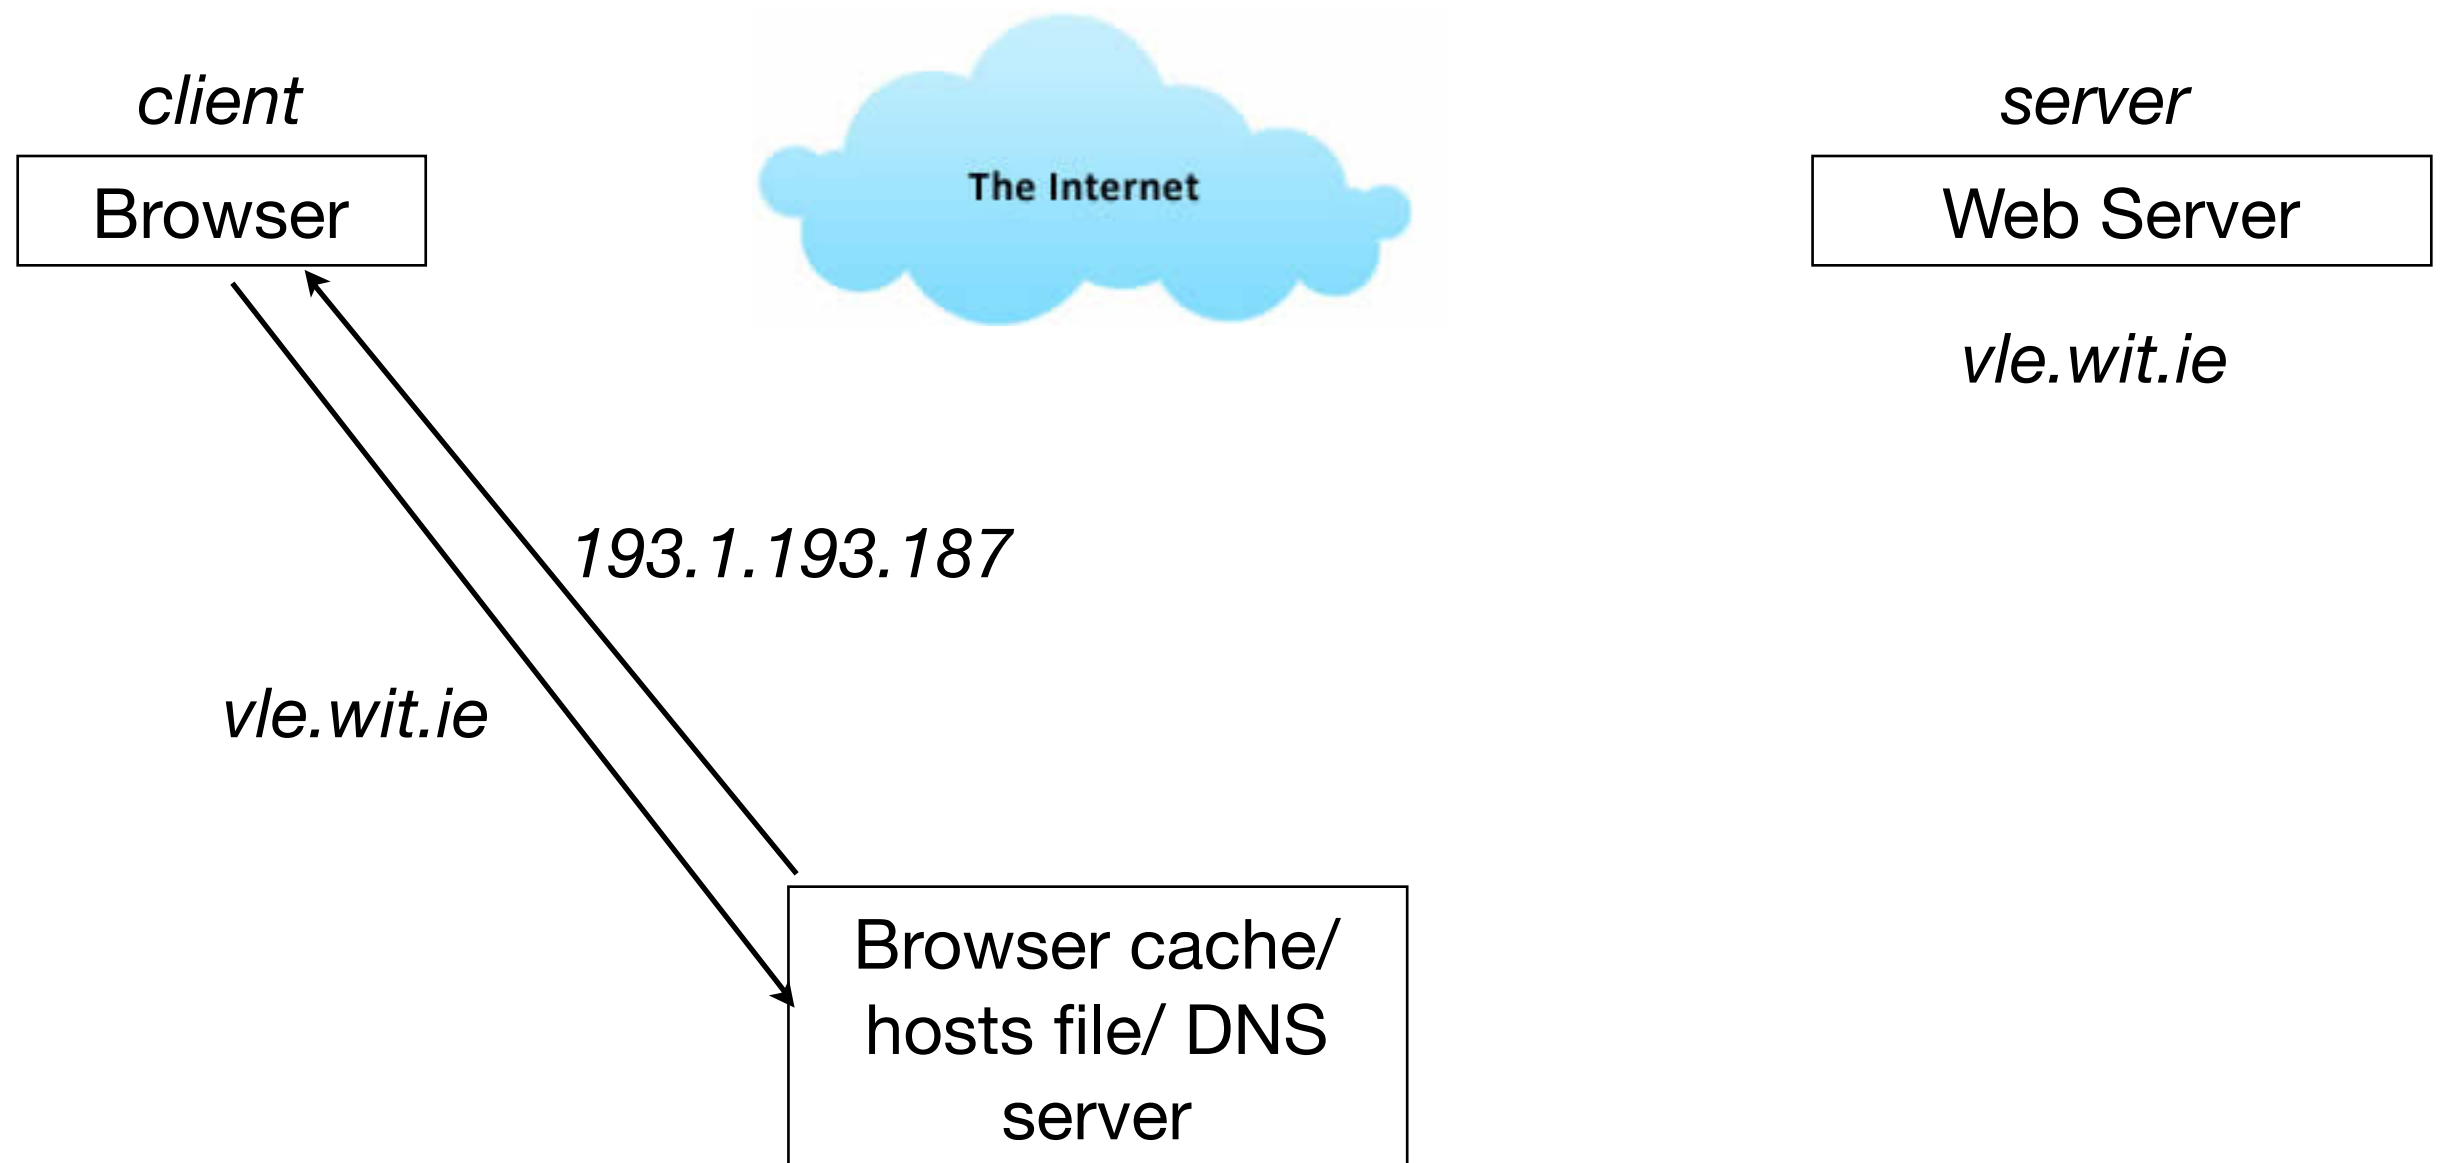 client
server
Browser
The Internet
Web Server
vle.wit.ie
193.1.193.187
vle.wit.ie
Browser cache/
hosts file/ DNS
server